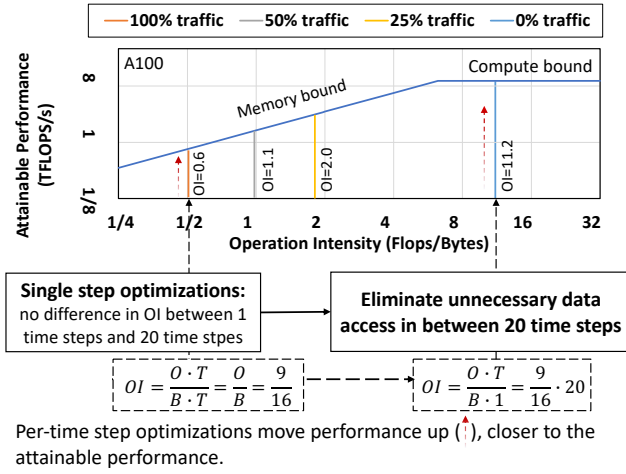 100% traffic 50% traffic 25% traffic 0% traffic
A100
Compute bound
Memory bound
Attainable Performance
(TFLOPS/s)
8
1
1/8
OI=0.6
OI=1.1
OI=2.0
OI=11.2
1/4 1/2 1 2 4 8 16 32
Operation Intensity (Flops/Bytes)
Single step optimizations:
no difference in OI between 1
time steps and 20 time stpes
Eliminate unnecessary data
access in between 20 time steps
OI = O · T / B · T = O / B = 9 / 16
OI = O · T / B · 1 = 9 / 16 · 20
Per-time step optimizations move performance up (↑), closer to the
attainable performance.